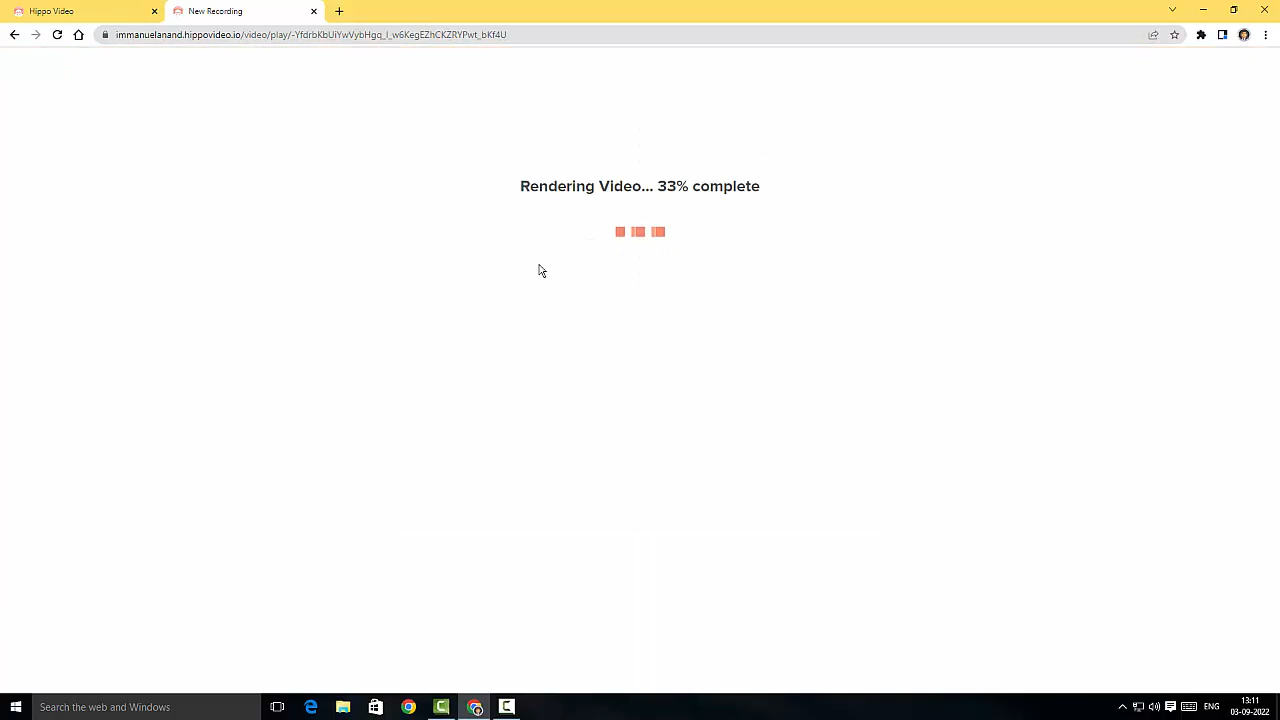 Hippo Video
New Recording
immanuelanand.hippovideo.io/video/play/-YfdrbKbUiYwVybHgq_l_w6KegEZhCKZRYPwt_bKf4U
Rendering Video... 33% complete
Search the web and Windows
ENG
13:11
03-09-2022